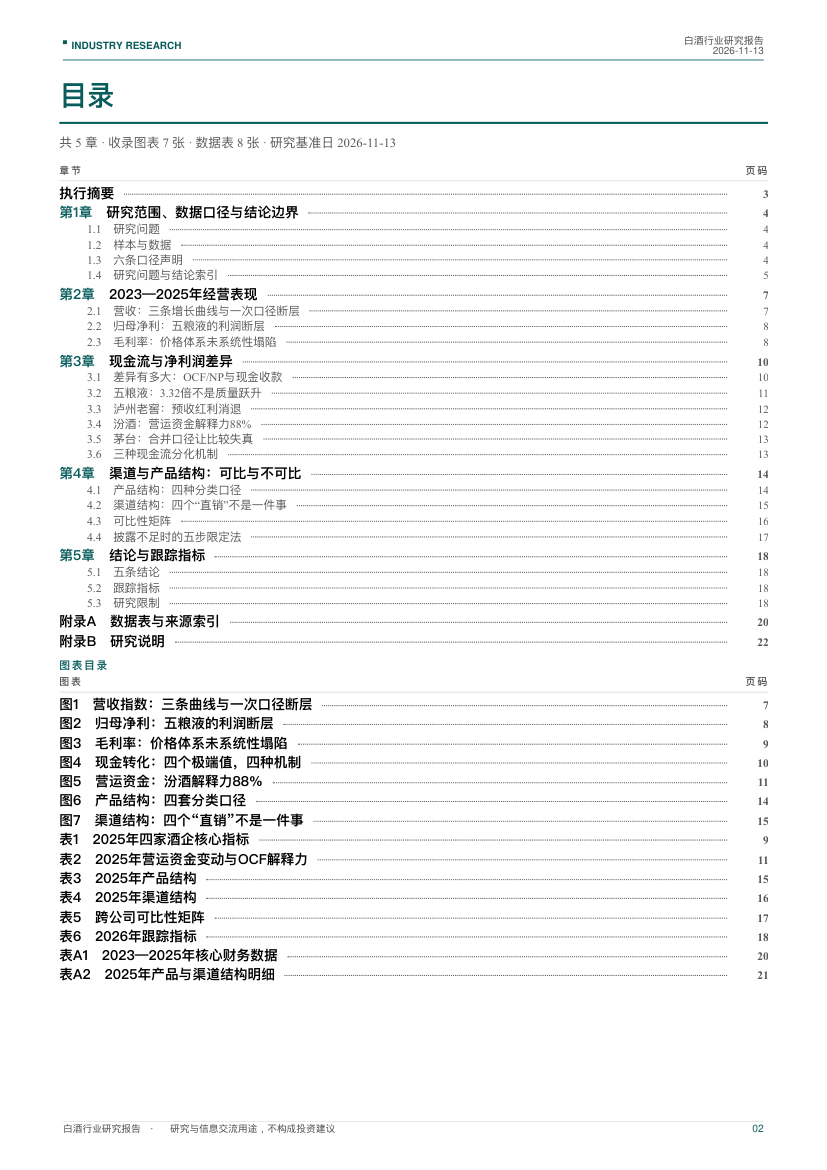 INDUSTRY RESEARCH
白酒行业研究报告
2026-11-13
目录
共 5 章 · 收录图表 7 张 · 数据表 8 张 · 研究基准日 2026-11-13
章节 页码
执行摘要 3
第1章 研究范围、数据口径与结论边界 4
1.1 研究问题 4
1.2 样本与数据 4
1.3 六条口径声明 4
1.4 研究问题与结论索引 5
第2章 2023—2025年经营表现 7
2.1 营收：三条增长曲线与一次口径断层 7
2.2 归母净利：五粮液的利润断层 8
2.3 毛利率：价格体系未系统性塌陷 8
第3章 现金流与净利润差异 10
3.1 差异有多大：OCF/NP与现金收款 10
3.2 五粮液：3.32倍不是质量跃升 11
3.3 泸州老窖：预收红利消退 12
3.4 汾酒：营运资金解释力88% 12
3.5 茅台：合并口径让比较失真 13
3.6 三种现金流分化机制 13
第4章 渠道与产品结构：可比与不可比 14
4.1 产品结构：四种分类口径 14
4.2 渠道结构：四个“直销”不是一件事 15
4.3 可比性矩阵 16
4.4 披露不足时的五步限定法 17
第5章 结论与跟踪指标 18
5.1 五条结论 18
5.2 跟踪指标 18
5.3 研究限制 18
附录A 数据表与来源索引 20
附录B 研究说明 22
图表目录
图表 页码
图1 营收指数：三条曲线与一次口径断层 7
图2 归母净利：五粮液的利润断层 8
图3 毛利率：价格体系未系统性塌陷 9
图4 现金转化：四个极端值，四种机制 10
图5 营运资金：汾酒解释力88% 11
图6 产品结构：四套分类口径 14
图7 渠道结构：四个“直销”不是一件事 15
表1 2025年四家酒企核心指标 9
表2 2025年营运资金变动与OCF解释力 11
表3 2025年产品结构 15
表4 2025年渠道结构 16
表5 跨公司可比性矩阵 17
表6 2026年跟踪指标 18
表A1 2023—2025年核心财务数据 20
表A2 2025年产品与渠道结构明细 21
白酒行业研究报告 · 研究与信息交流用途，不构成投资建议 02